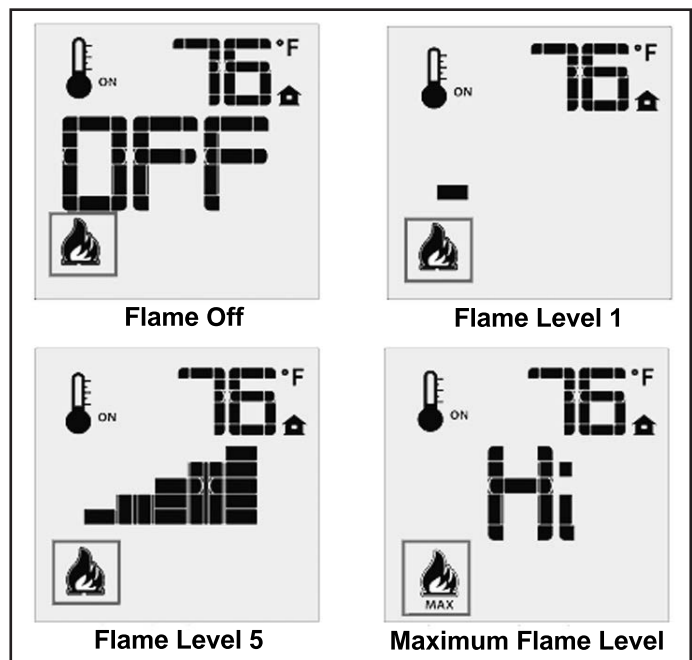 76 °F
ON
OFF
Flame Off
76 °F
ON
Flame Level 1
76 °F
ON
Flame Level 5
76 °F
ON
Hi
MAX
Maximum Flame Level